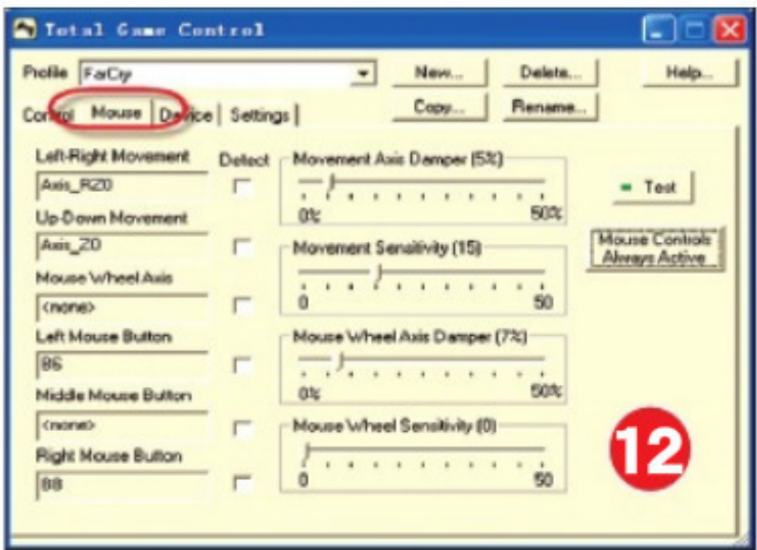 Total Game Control
Profile FarCry New... Delete... Help...
Control Mouse Device Settings Copy... Rename...
Left-Right Movement Detect Movement Axis Damper (5%)
Axis_RZ0
0% 50%
Test
Up-Down Movement
Axis_Z0
Movement Sensitivity (15)
0 50
Mouse Controls
Always Active
Mouse Wheel Axis
<none>
Left Mouse Button Mouse Wheel Axis Damper (7%)
B6
0% 50%
Middle Mouse Button
<none>
Mouse Wheel Sensitivity (0)
0 50
Right Mouse Button
B8
12